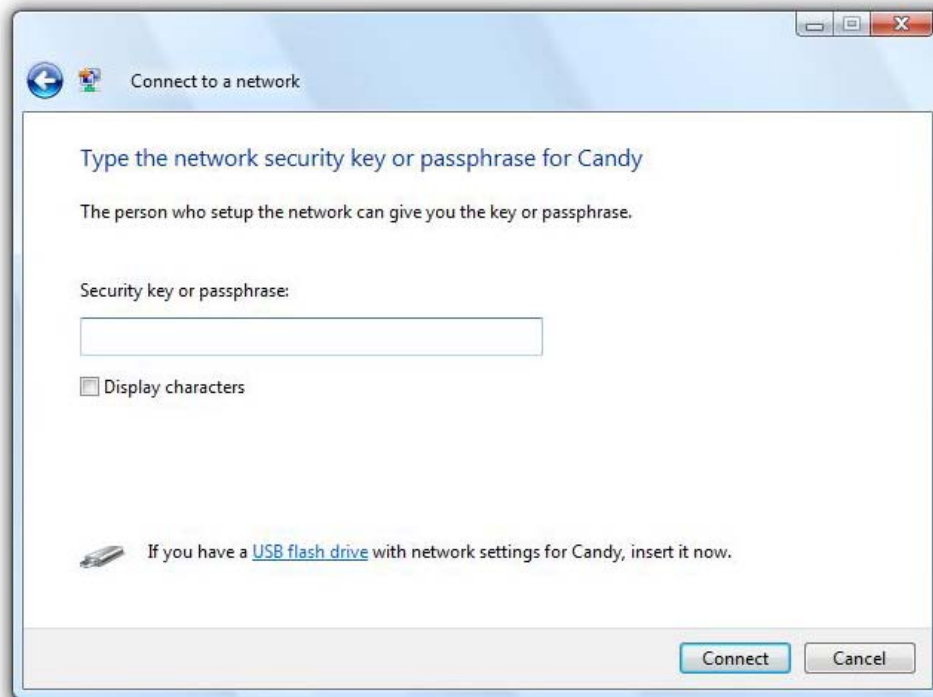 Connect to a network
Type the network security key or passphrase for Candy
The person who setup the network can give you the key or passphrase.
Security key or passphrase:
Display characters
If you have a USB flash drive with network settings for Candy, insert it now.
Connect Cancel